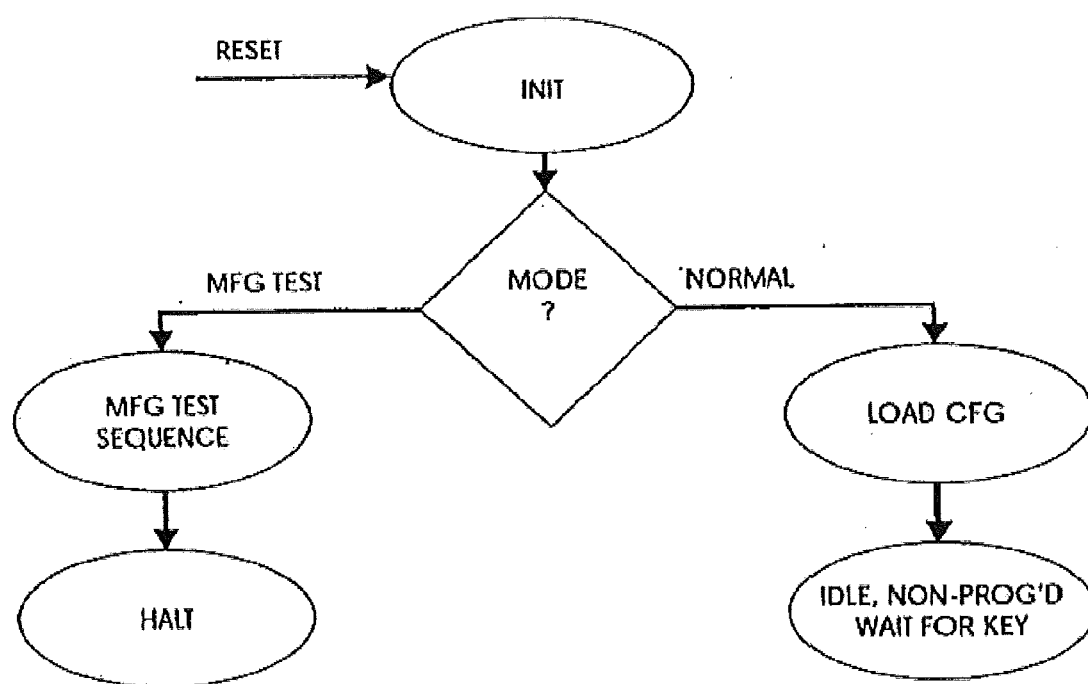 RESET
INIT
MODE
?
MFG TEST
NORMAL
MFG TEST
SEQUENCE
LOAD CFG
HALT
IDLE, NON-PROG'D
WAIT FOR KEY